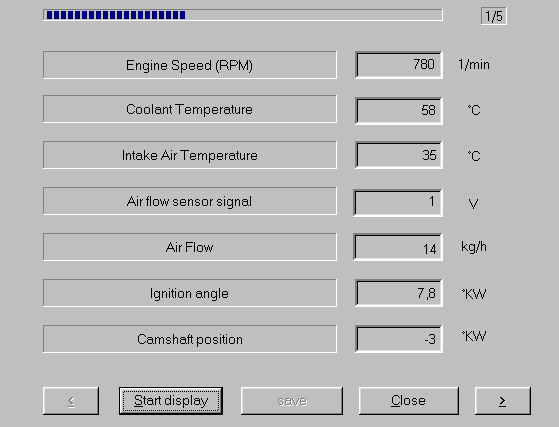 1/5
Engine Speed (RPM) 780 1/min
Coolant Temperature 58 °C
Intake Air Temperature 35 °C
Air flow sensor signal 1 V
Air Flow 14 kg/h
Ignition angle 7,8 °KW
Camshaft position -3 °KW
< Start display save Close >